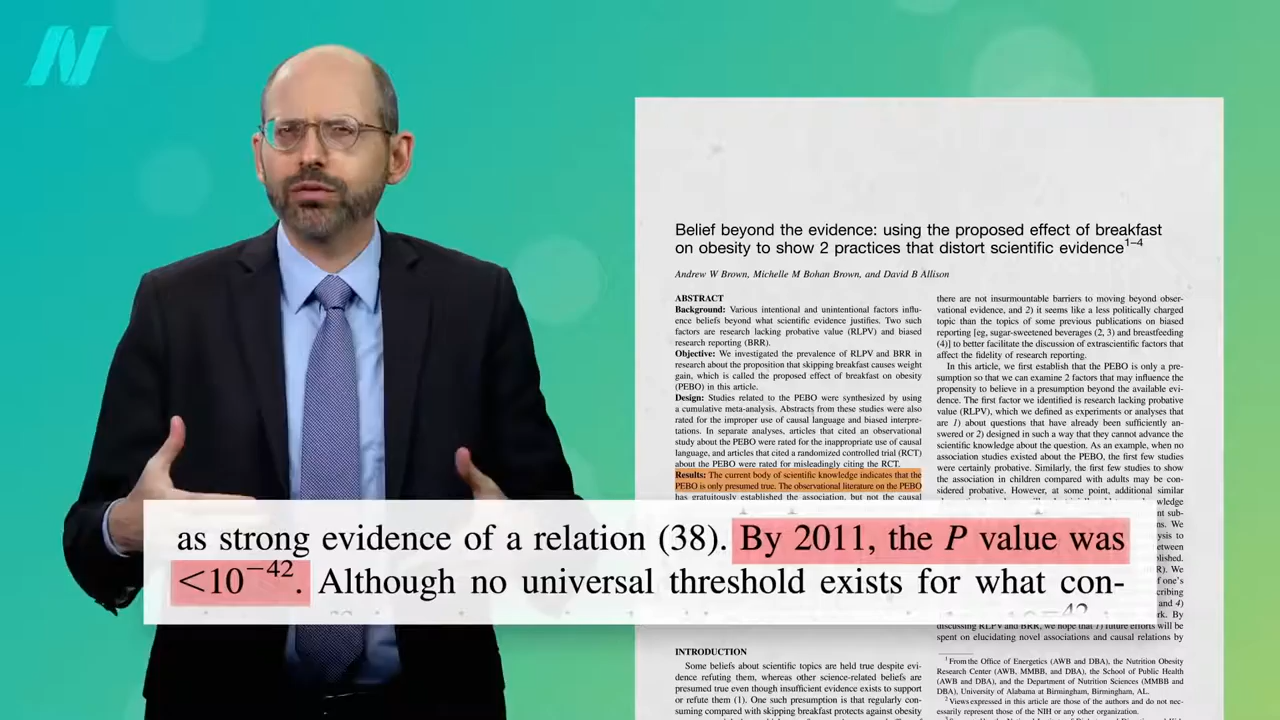 Belief beyond the evidence: using the proposed effect of breakfast
on obesity to show 2 practices that distort scientific evidence¹⁻⁴
Andrew W Brown, Michelle M Bohan Brown, and David B Allison
ABSTRACT
Background: Various intentional and unintentional factors influ-
ence beliefs beyond what scientific evidence justifies. Two such
factors are research lacking probative value (RLPV) and biased
research reporting (BRR).
Objective: We investigated the prevalence of RLPV and BRR in
research about the proposition that skipping breakfast causes weight
gain, which is called the proposed effect of breakfast on obesity
(PEBO) in this article.
Design: Studies related to the PEBO were synthesized by using
a cumulative meta-analysis. Abstracts from these studies were also
rated for the improper use of causal language and biased interpre-
tations. In separate analyses, articles that cited an observational
study about the PEBO were rated for the inappropriate use of causal
language, and articles that cited a randomized controlled trial (RCT)
about the PEBO were rated for misleadingly citing the RCT.
Results: The current body of scientific knowledge indicates that the
PEBO is only presumed true. The observational literature on the PEBO
has gratuitously established the association, but not the causal
as strong evidence of a relation (38). By 2011, the P value was
<10⁻⁴². Although no universal threshold exists for what con-
INTRODUCTION
Some beliefs about scientific topics are held true despite evi-
dence refuting them, whereas other science-related beliefs are
presumed true even though insufficient evidence exists to support
or refute them (1). One such presumption is that regularly con-
suming compared with skipping breakfast protects against obesity
there are not insurmountable barriers to moving beyond obser-
vational evidence, and 2) it seems like a less politically charged
topic than the topics of some previous publications on biased
reporting [eg, sugar-sweetened beverages (2, 3) and breastfeeding
(4)] to better facilitate the discussion of extrascientific factors that
affect the fidelity of research reporting.
In this article, we first establish that the PEBO is only a pre-
sumption so that we can examine 2 factors that may influence the
propensity to believe in a presumption beyond the available evi-
dence. The first factor we identified is research lacking probative
value (RLPV), which we defined as experiments or analyses that
are 1) about questions that have already been sufficiently an-
swered or 2) designed in such a way that they cannot advance the
scientific knowledge about the question. As an example, when no
association studies existed about the PEBO, the first few studies
were certainly probative. Similarly, the first few studies to show
the association in children compared with adults may be con-
sidered probative. However, at some point, additional similar
discussing RLPV and BRR, we hope that 1) future efforts will be
spent on elucidating novel associations and causal relations by
¹ From the Office of Energetics (AWB and DBA), the Nutrition Obesity
Research Center (AWB, MMBB, and DBA), the School of Public Health
(AWB and DBA), and the Department of Nutrition Sciences (MMBB and
DBA), University of Alabama at Birmingham, Birmingham, AL.
² Views expressed in this article are those of the authors and do not nec-
essarily represent those of the NIH or any other organization.